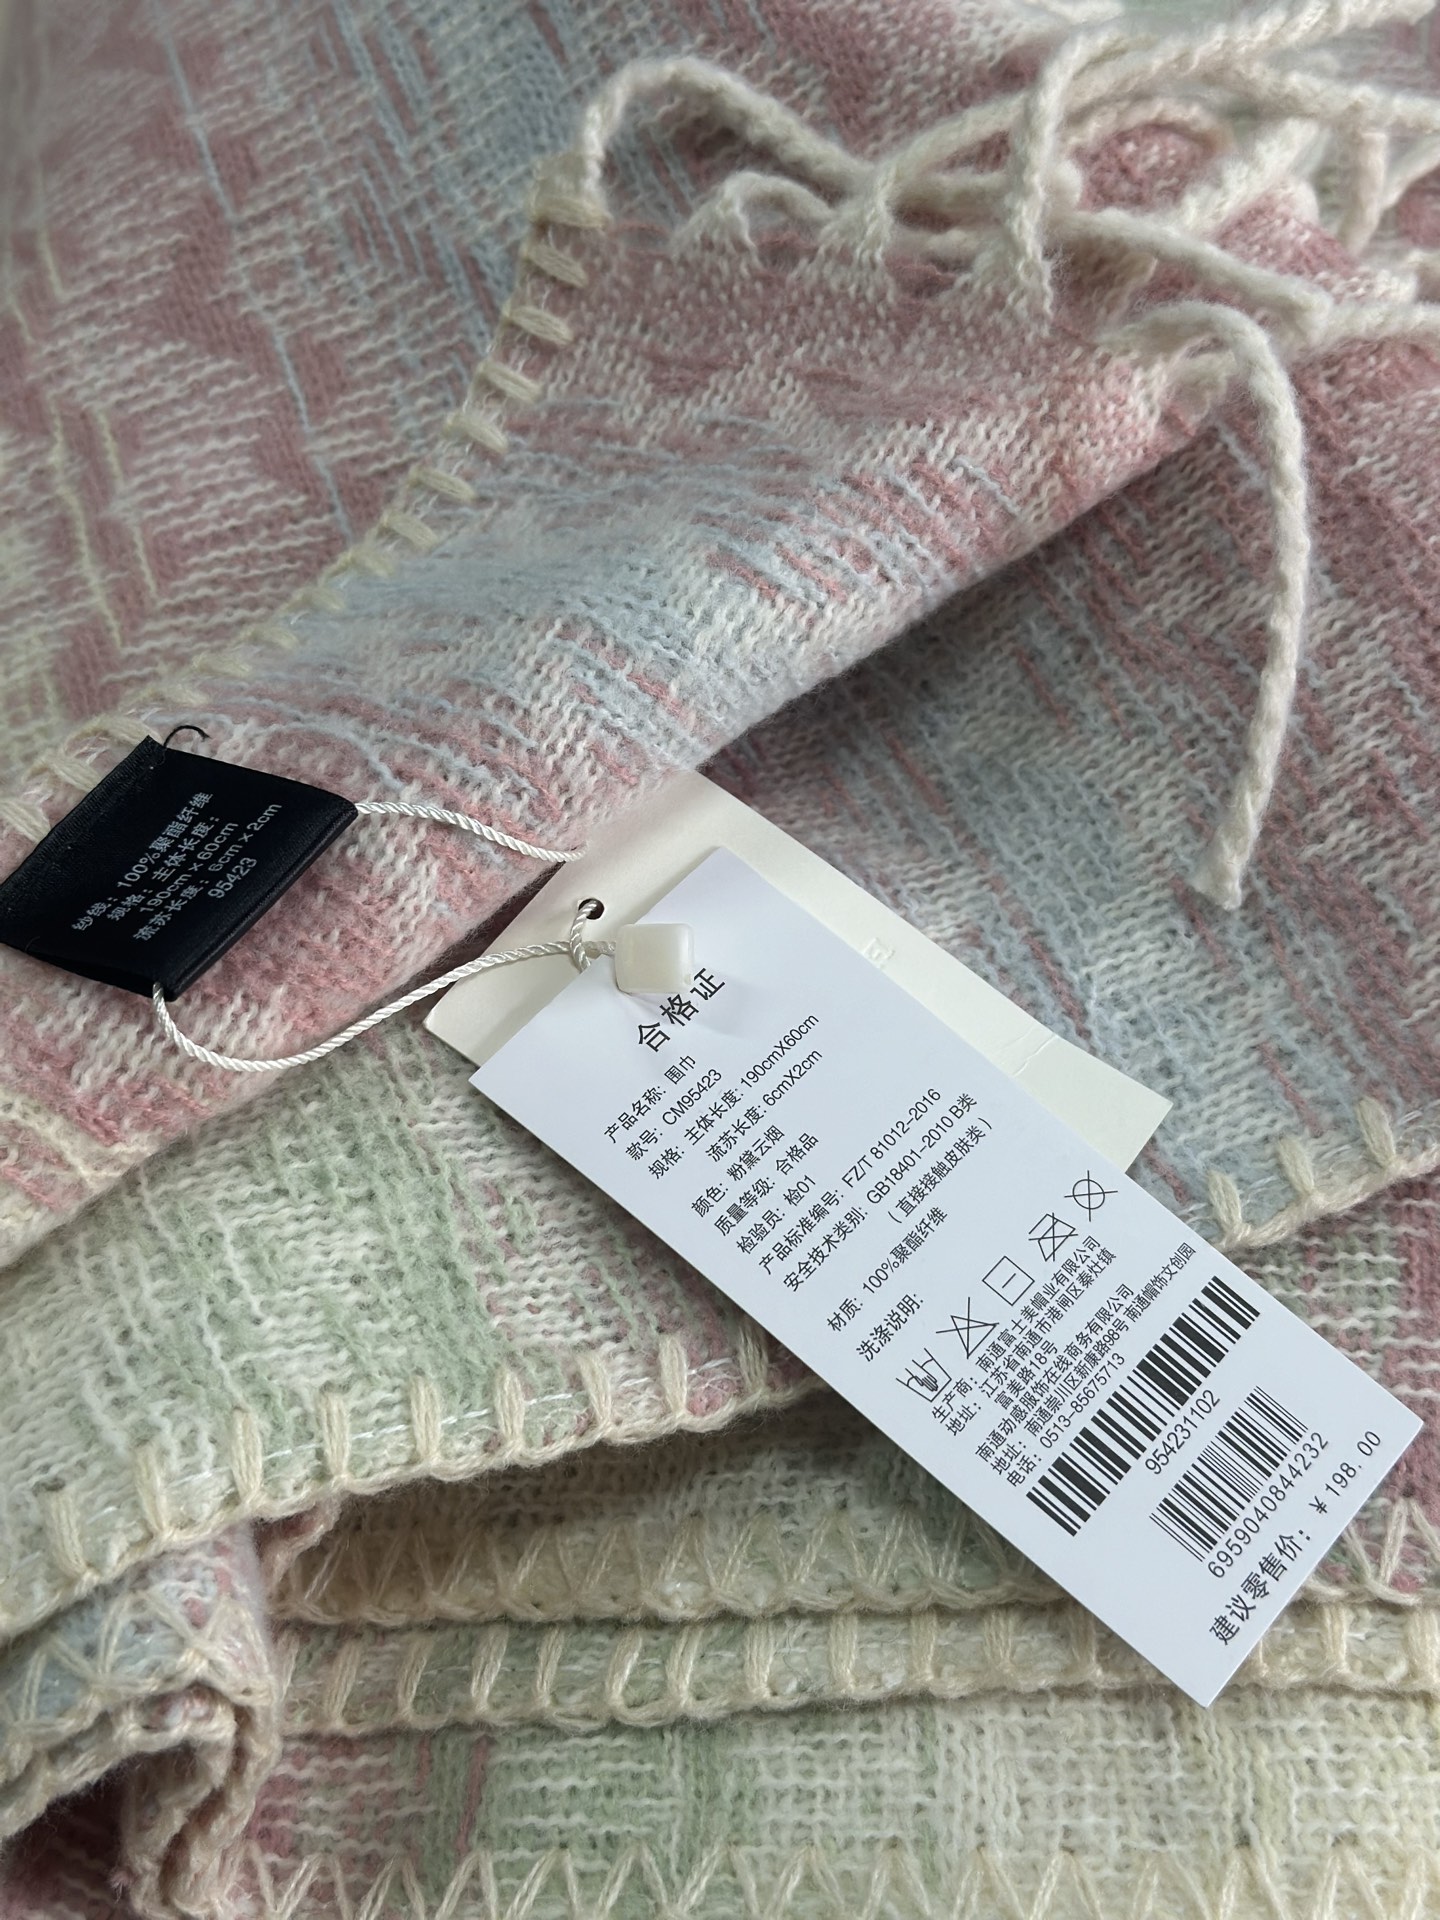 纱线：100%聚酯纤维
规格：主体长度：
190cm x 60cm
流苏长度：6cm x 2cm
95423
合格证
产品名称: 围巾
款号: CM95423
规格: 主体长度: 190cmX60cm
流苏长度: 6cmX2cm
颜色: 粉黛云烟
质量等级: 合格品
检验员: 检01
产品标准编号: FZ/T 81012-2016
安全技术类别: GB18401-2010 B类
(直接接触皮肤类)
材质: 100%聚酯纤维
洗涤说明:
生产商: 南通富士美帽业有限公司
地址: 江苏省南通市港闸区秦灶镇
富美路18号
南通动感服饰在线商务有限公司
地址: 南通崇川区新康路98号 南通帽饰文创园
电话: 0513-85675713
954231102
6959040844232
建议零售价: ¥ 198.00